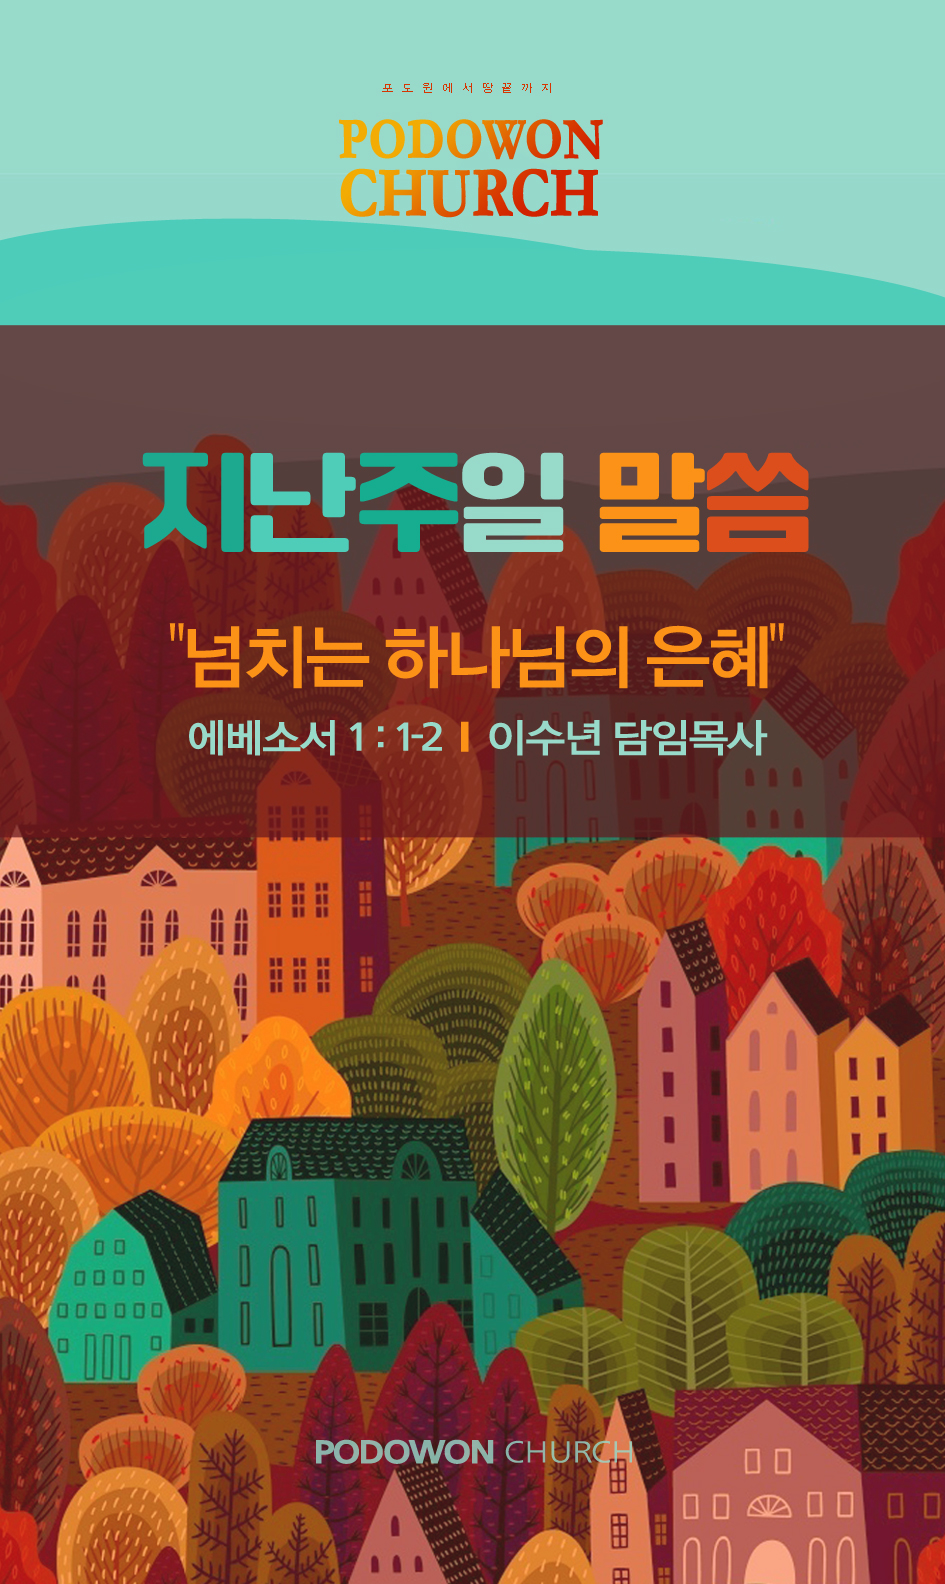 포도원에서땅끝까지
PODOWON
CHURCH
지난주일 말씀
"넘치는 하나님의 은혜"
에베소서 1 : 1-2 I 이수년 담임목사
PODOWON CHURCH